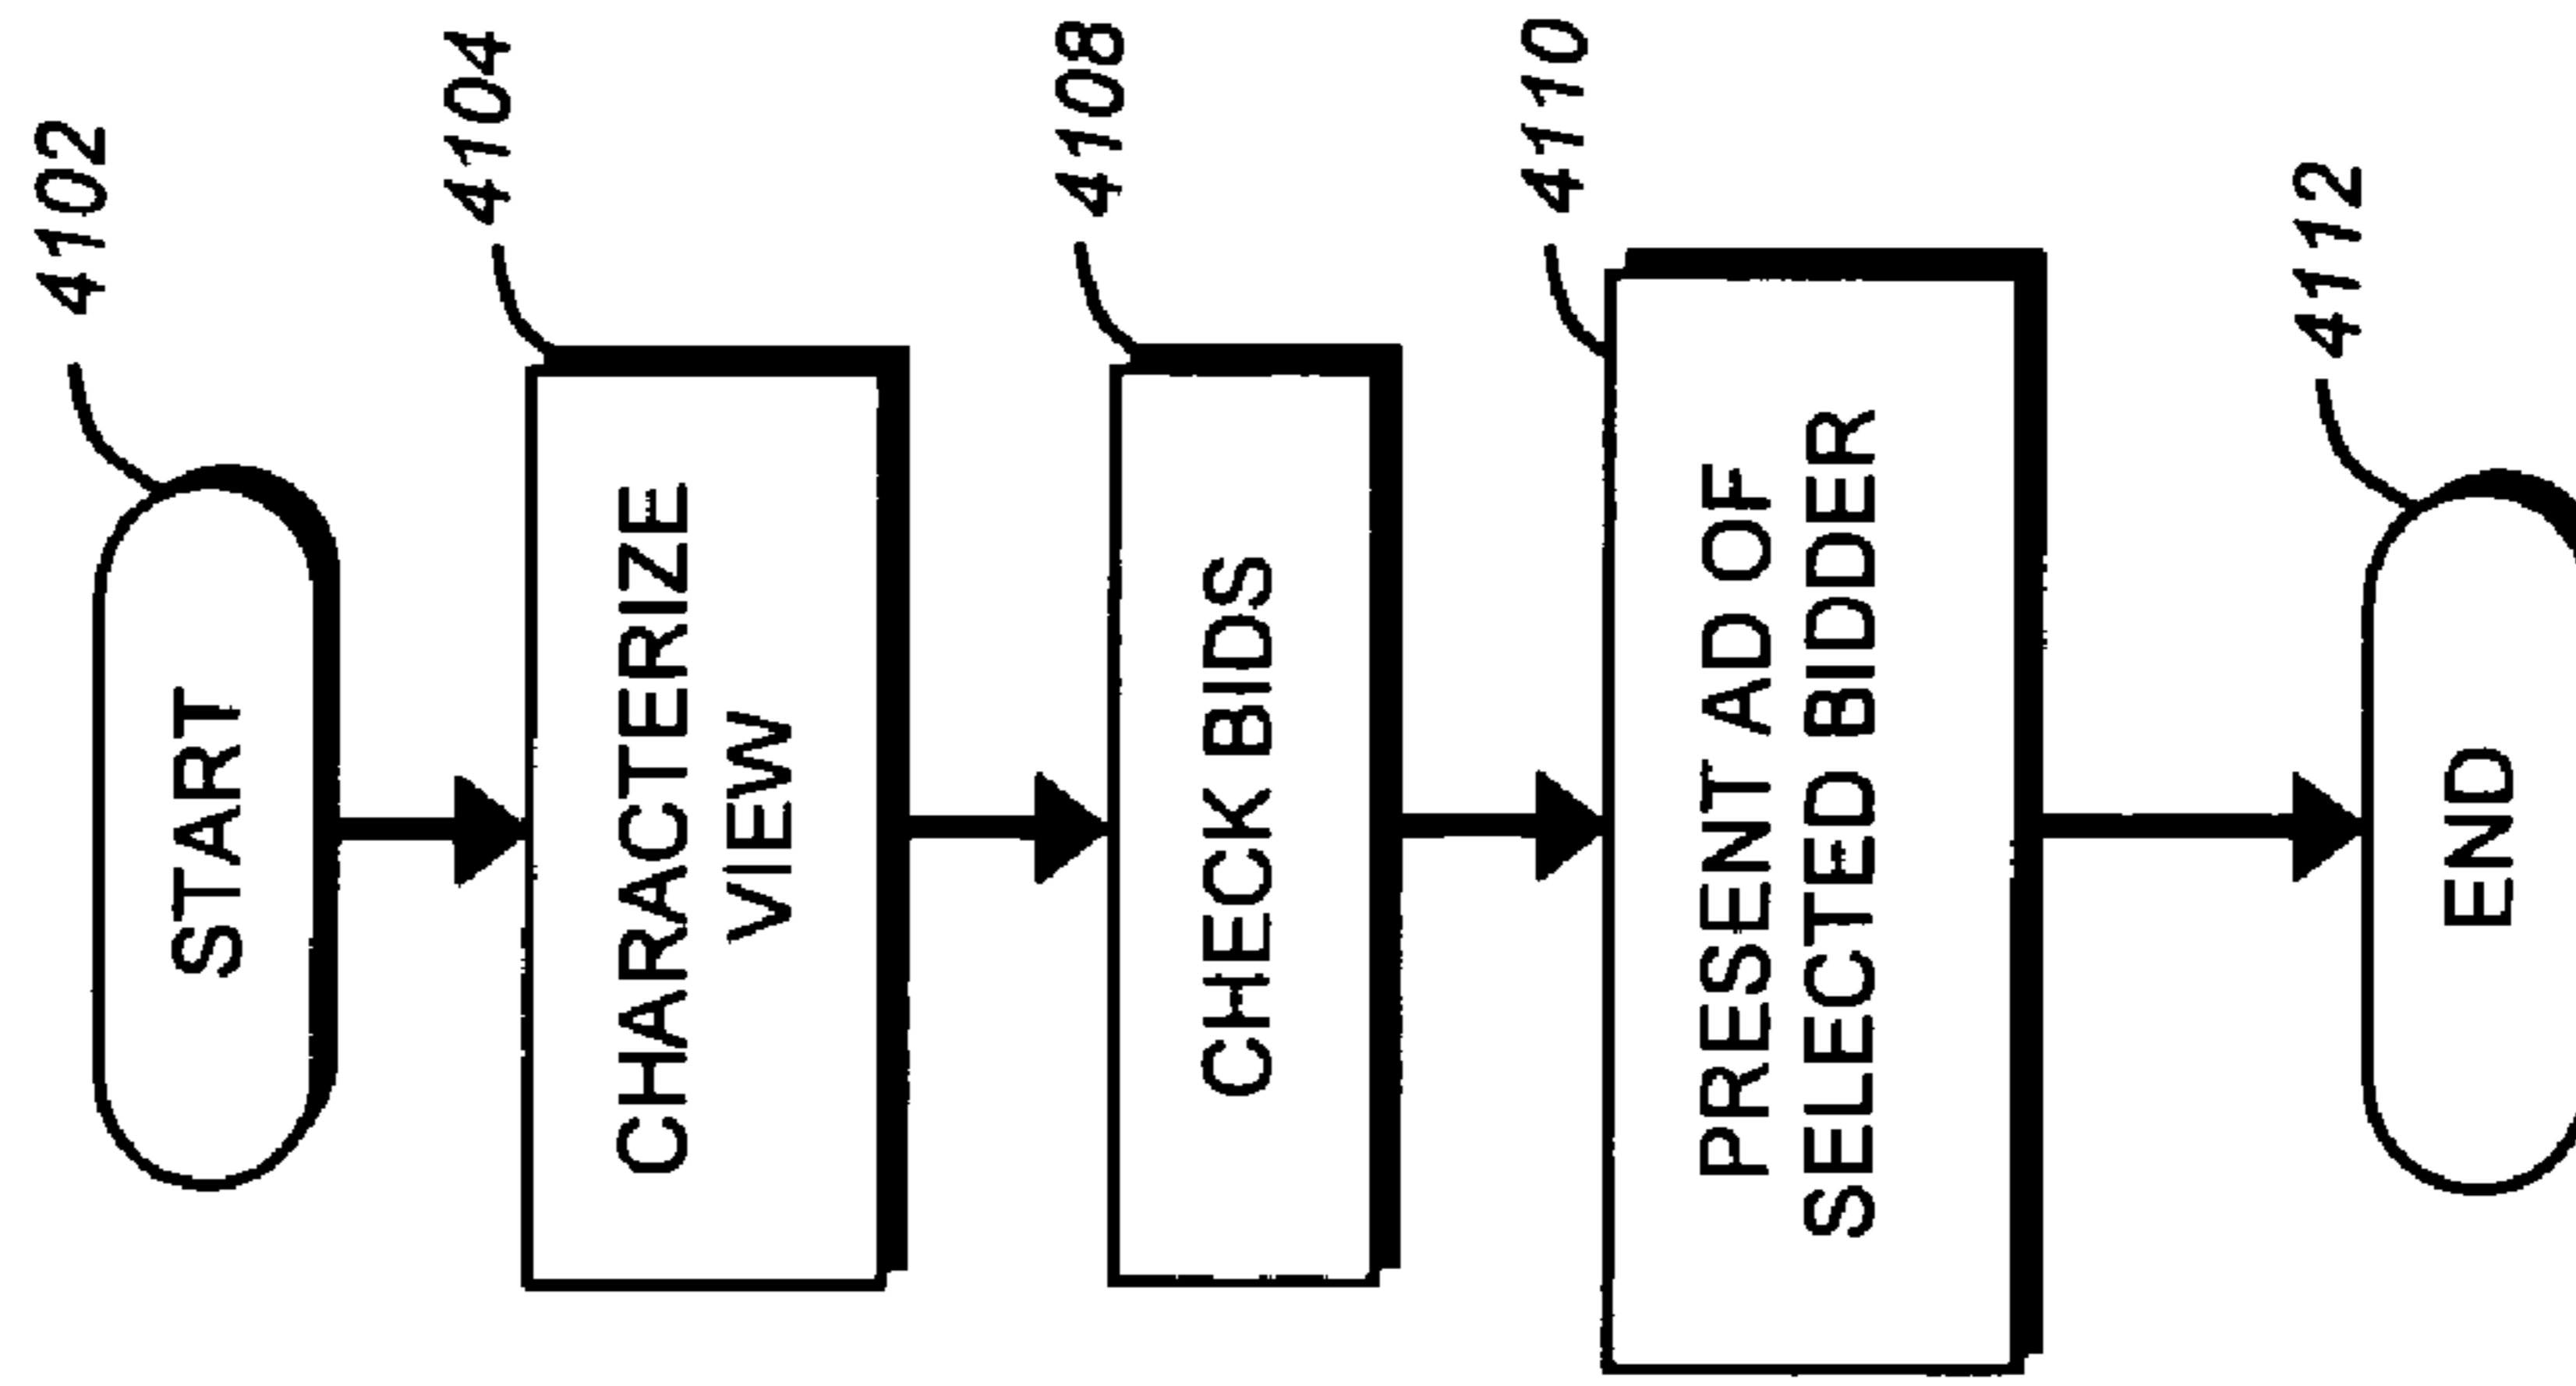 4102
START
4104
CHARACTERIZE
VIEW
4108
CHECK BIDS
4110
PRESENT AD OF
SELECTED BIDDER
4112
END